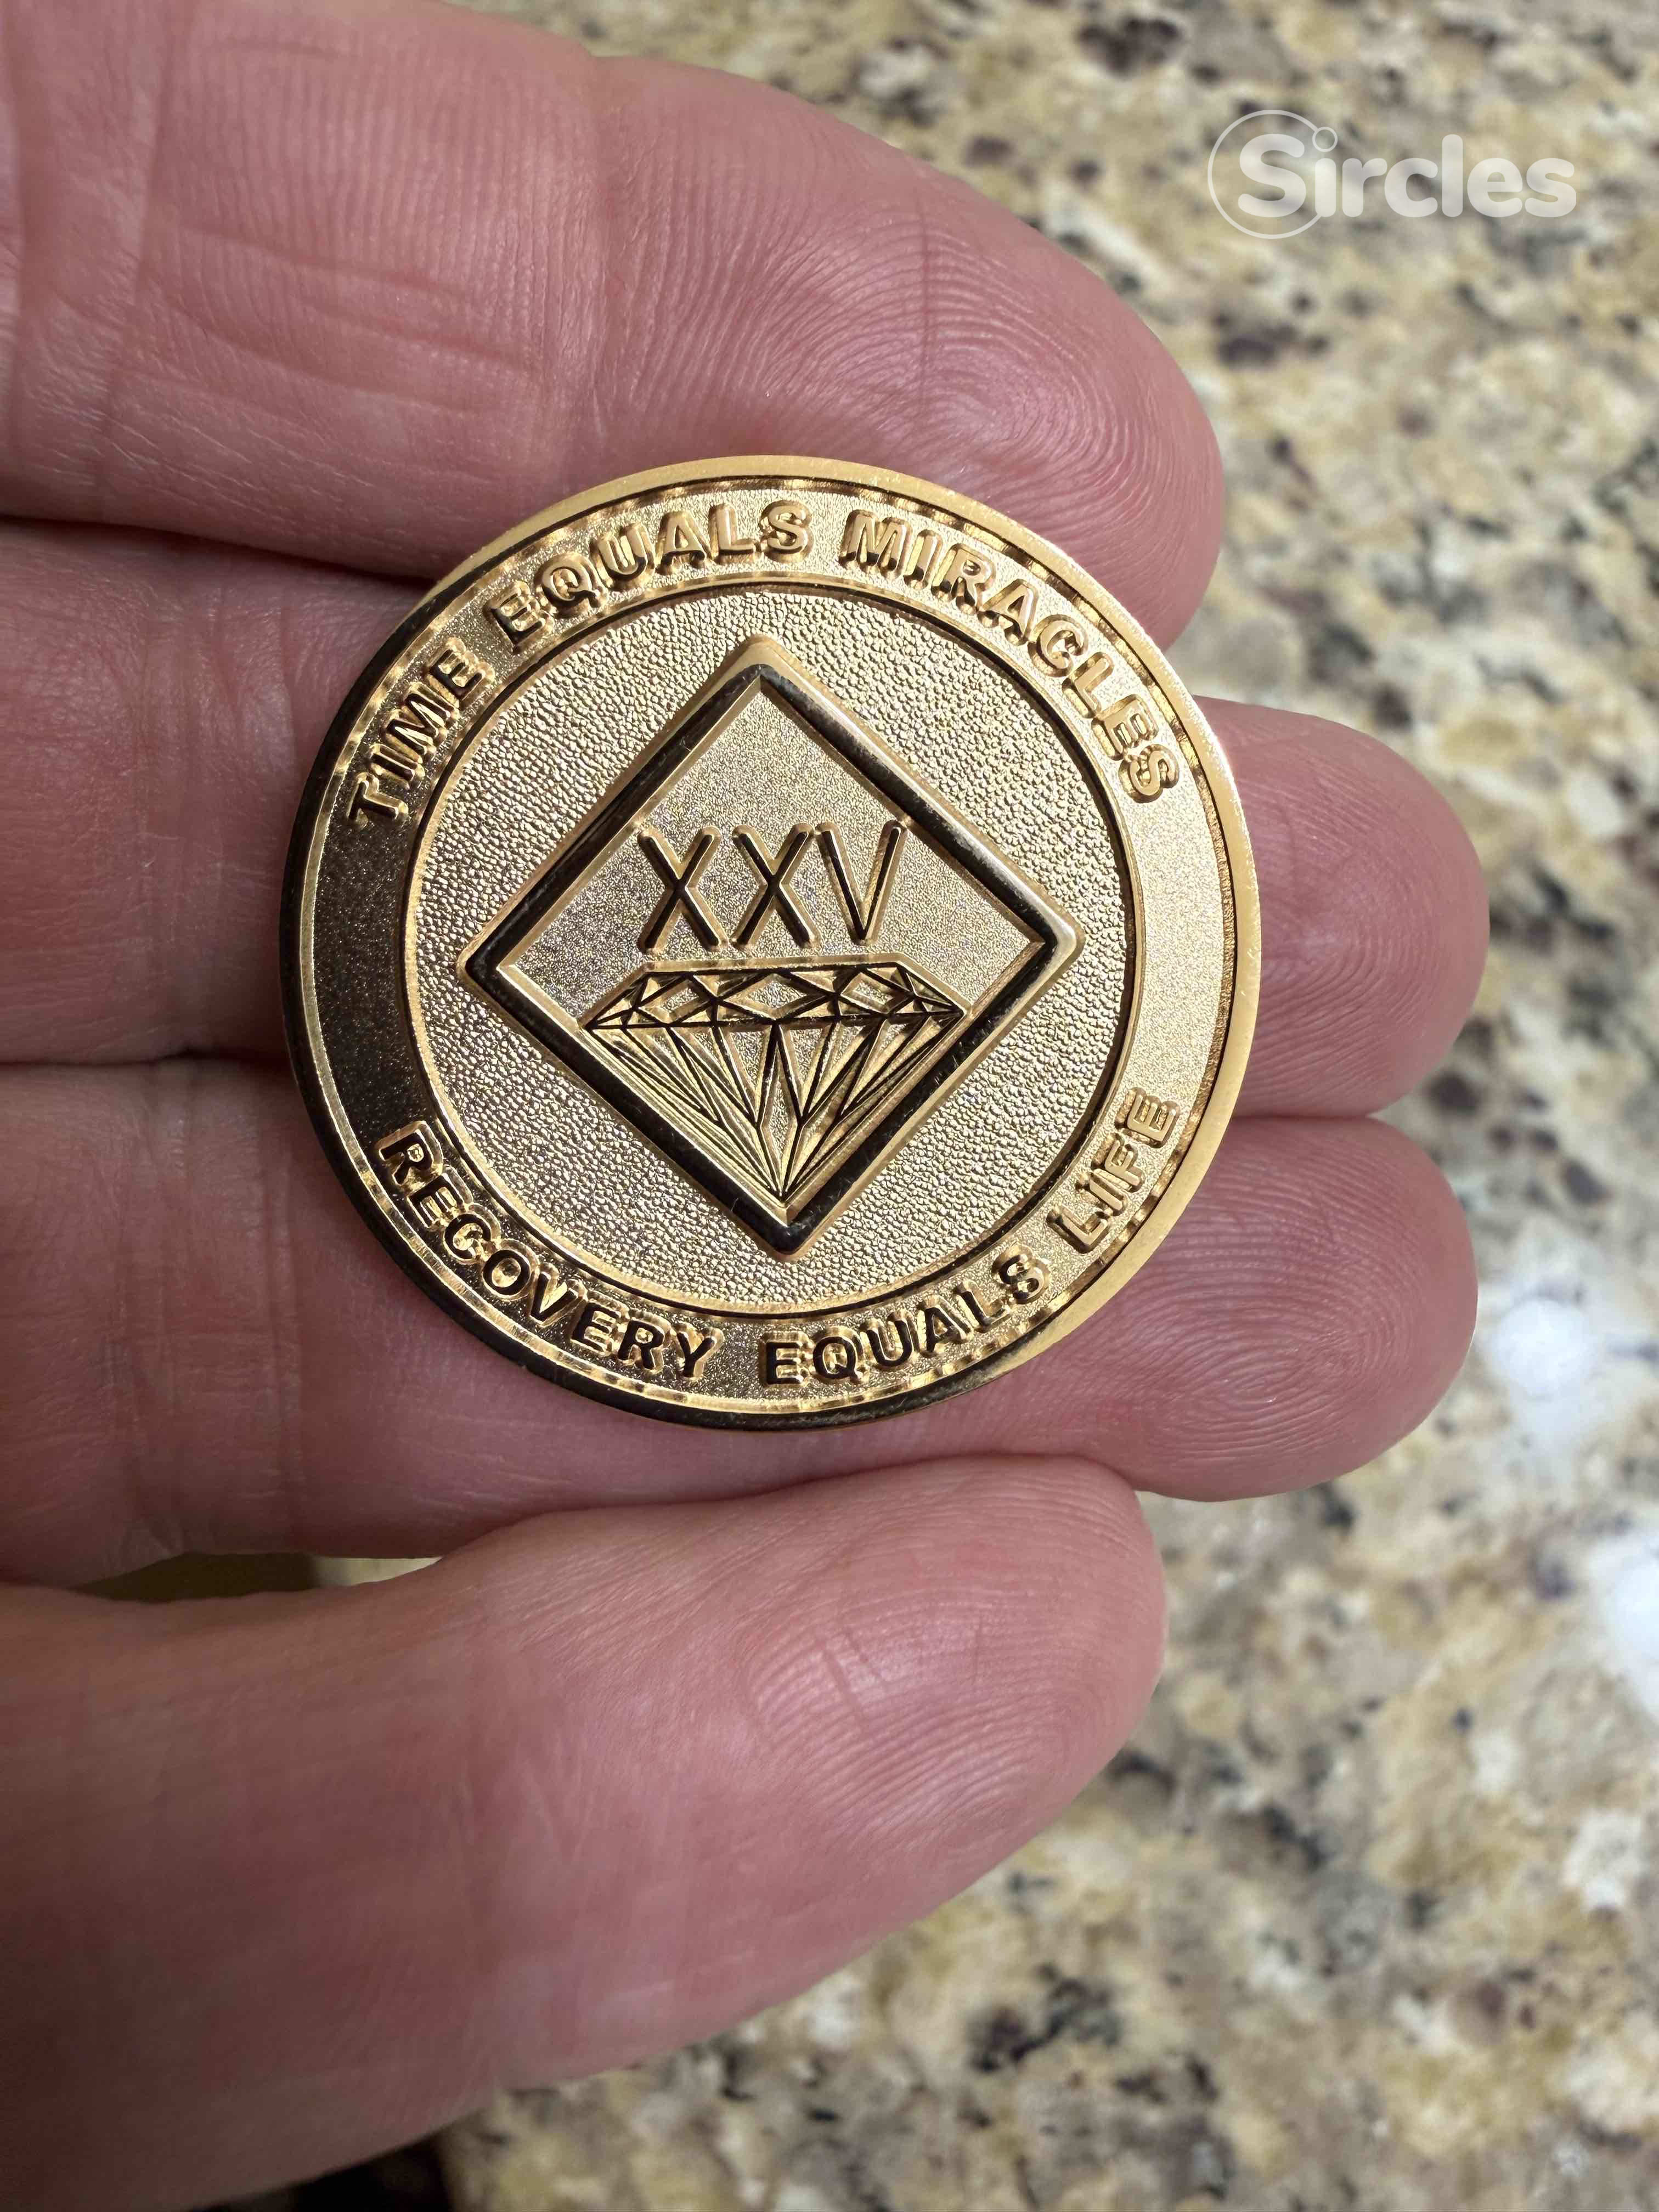 Sircles
TIME EQUALS MIRACLES
XXV
RECOVERY EQUALS LIFE